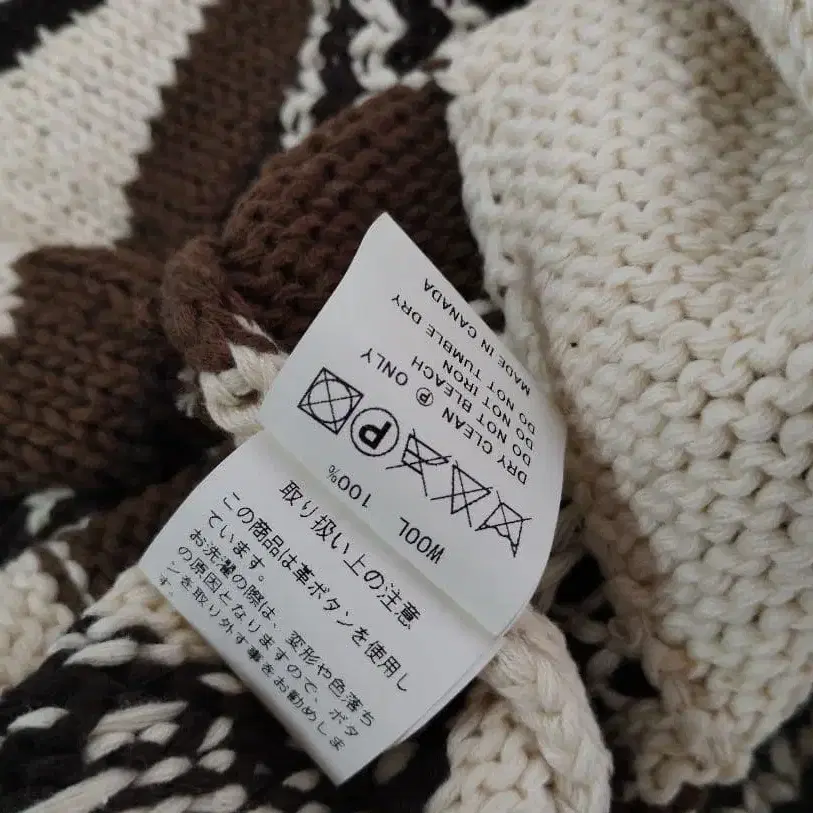 WOOL 100%
Ⓟ
DRY CLEAN Ⓟ ONLY
DO NOT BLEACH
DO NOT IRON
DO NOT TUMBLE DRY
MADE IN CANADA
取り扱い上の注意
この商品は革ボタンを使用し
ています。
お洗濯の際は、変形や色落ち
の原因となりますので、ボタ
ンを取り外す事をお勧めしま
す。